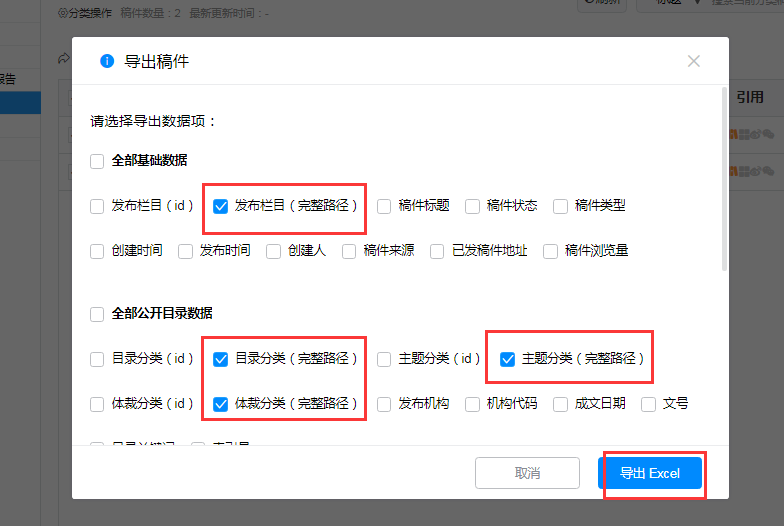 分类操作 稿件数量：2 最新更新时间：-
导出稿件
报告
引用
请选择导出数据项：
全部基础数据
发布栏目（id） 发布栏目（完整路径） 稿件标题 稿件状态 稿件类型
创建时间 发布时间 创建人 稿件来源 已发稿件地址 稿件浏览量
全部公开目录数据
目录分类（id） 目录分类（完整路径） 主题分类（id） 主题分类（完整路径）
体裁分类（id） 体裁分类（完整路径） 发布机构 机构代码 成文日期 文号
取消 导出 Excel